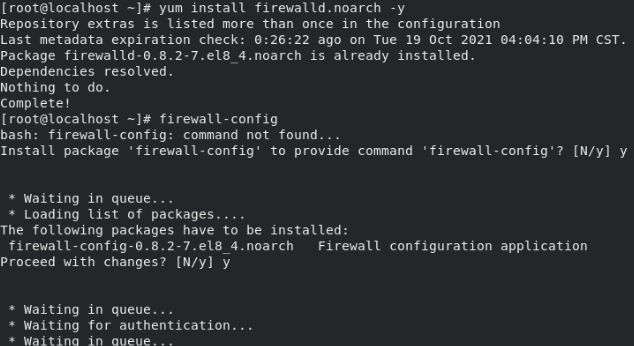 [root@localhost ~]# yum install firewalld.noarch -y
Repository extras is listed more than once in the configuration
Last metadata expiration check: 0:26:22 ago on Tue 19 Oct 2021 04:04:10 PM CST.
Package firewalld-0.8.2-7.el8_4.noarch is already installed.
Dependencies resolved.
Nothing to do.
Complete!
[root@localhost ~]# firewall-config
bash: firewall-config: command not found...
Install package 'firewall-config' to provide command 'firewall-config'? [N/y] y
* Waiting in queue...
* Loading list of packages....
The following packages have to be installed:
firewall-config-0.8.2-7.el8_4.noarch   Firewall configuration application
Proceed with changes? [N/y] y
* Waiting in queue...
* Waiting for authentication...
* Waiting in queue...